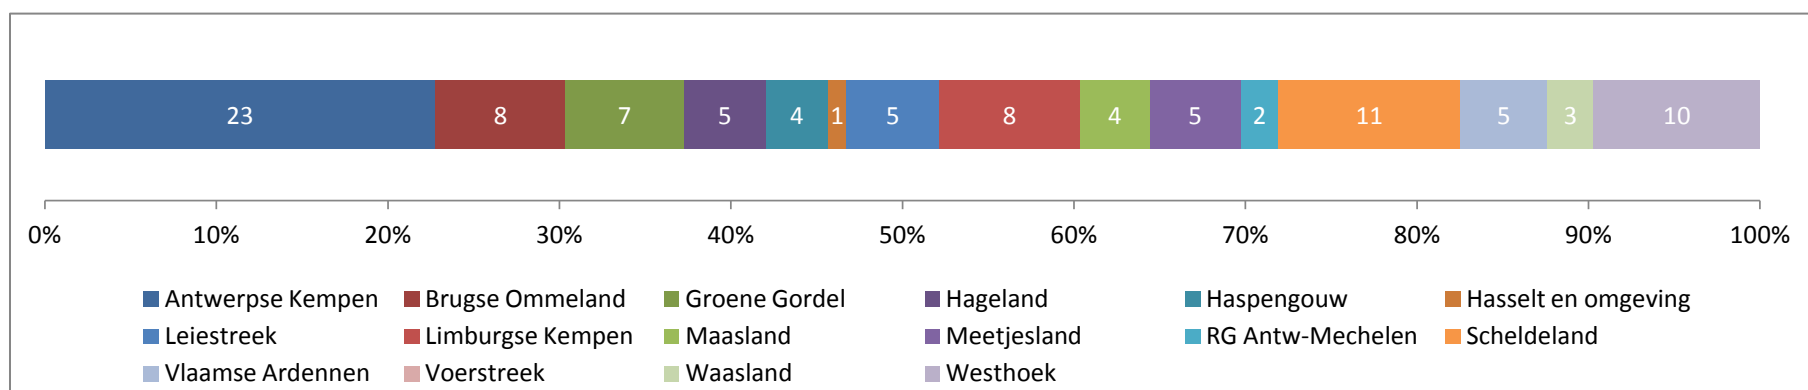 23 8 7 5 4 1 5 8 4 5 2 11 5 3 10
0% 10% 20% 30% 40% 50% 60% 70% 80% 90% 100%
Antwerpse Kempen Brugse Ommeland Groene Gordel Hageland Haspengouw Hasselt en omgeving
Leiestreek Limburgse Kempen Maasland Meetjesland RG Antw-Mechelen Scheldeland
Vlaamse Ardennen Voerstreek Waasland Westhoek